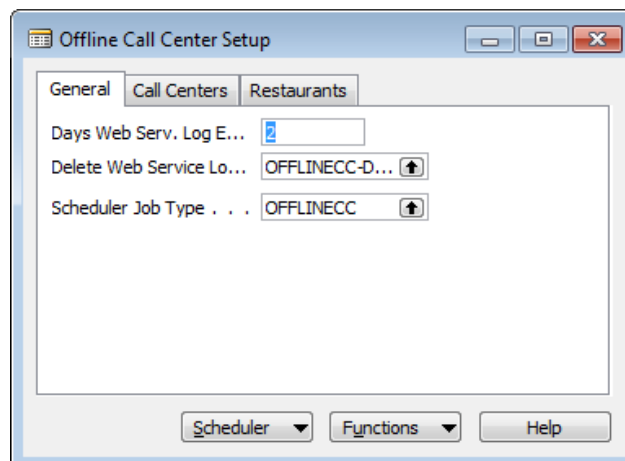 Offline Call Center Setup
General Call Centers Restaurants
Days Web Serv. Log E... 2
Delete Web Service Lo... OFFLINECC-D...
Scheduler Job Type . . . OFFLINECC
Scheduler Functions Help